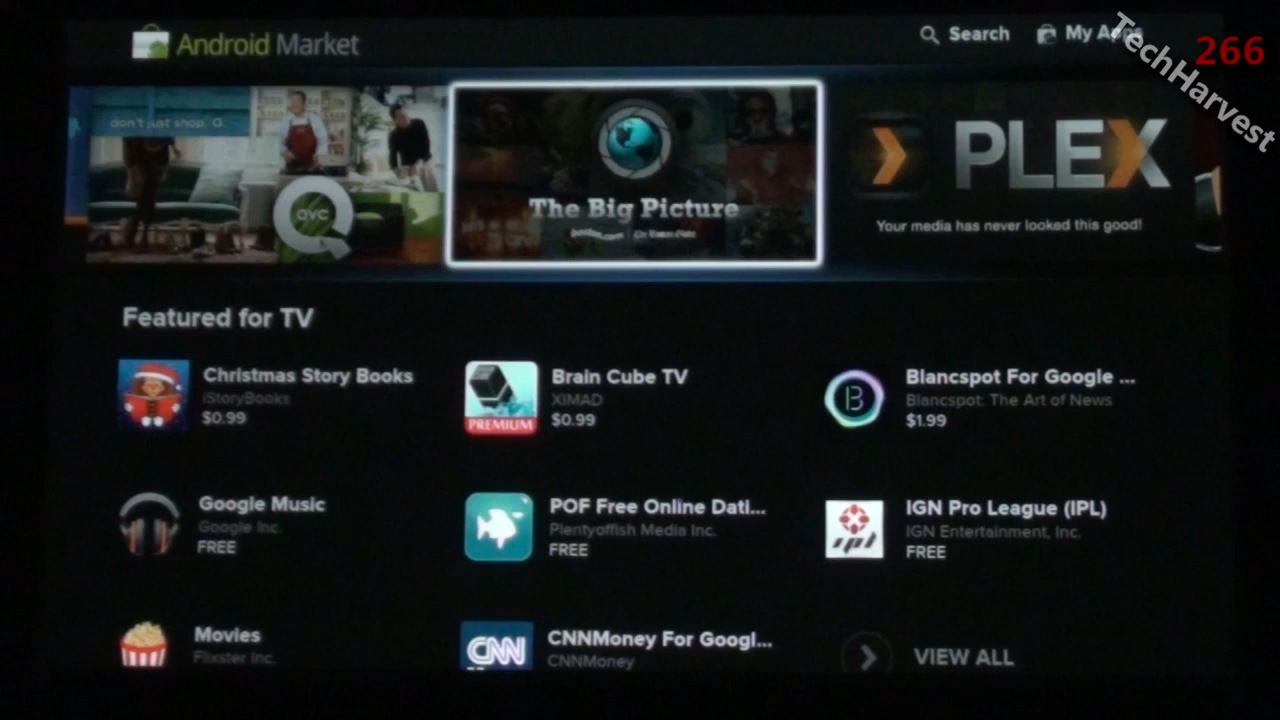 Android Market
Search
My Apps
266
TechHarvest
don't just shop. Q.
QVC
The Big Picture
boston.com
PLEX
Your media has never looked this good!
Featured for TV
Christmas Story Books
iStoryBooks
$0.99
Brain Cube TV
XIMAD
$0.99
PREMIUM
Blancspot For Google ...
Blancspot: The Art of News
$1.99
B
Google Music
Google Inc.
FREE
POF Free Online Dati...
Plentyoffish Media Inc.
FREE
IGN Pro League (IPL)
IGN Entertainment, Inc.
FREE
ipl
Movies
Flixster Inc.
CNN
CNNMoney For Googl...
CNNMoney
VIEW ALL